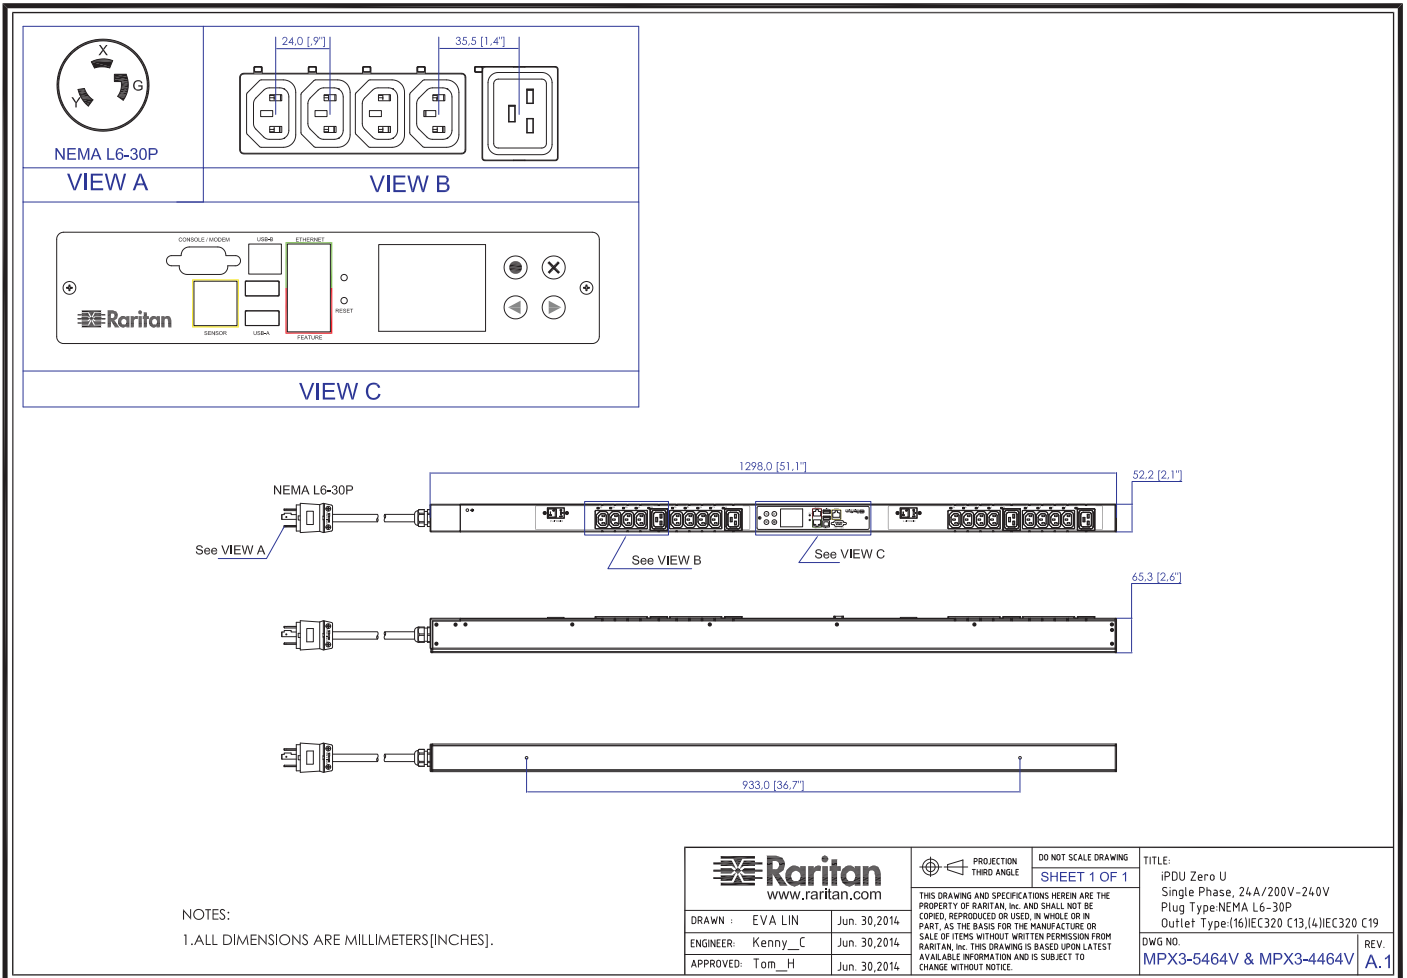 X
G
Y
NEMA L6-30P
VIEW A
24,0 [,9"]
35,5 [1,4"]
VIEW B
CONSOLE / MODEM
USB-B
ETHERNET
RESET
Raritan
SENSOR
USB-A
FEATURE
VIEW C
1298,0 [51,1"]
52,2 [2,1"]
NEMA L6-30P
See VIEW A
See VIEW B
See VIEW C
65,3 [2,6"]
933,0 [36,7"]
NOTES:
1.ALL DIMENSIONS ARE MILLIMETERS[INCHES].
Raritan
www.raritan.com
DRAWN : EVA LIN Jun. 30,2014
ENGINEER: Kenny__C Jun. 30,2014
APPROVED: Tom__H Jun. 30,2014
PROJECTION
THIRD ANGLE
DO NOT SCALE DRAWING
SHEET 1 OF 1
THIS DRAWING AND SPECIFICATIONS HEREIN ARE THE
PROPERTY OF RARITAN, Inc. AND SHALL NOT BE
COPIED, REPRODUCED OR USED, IN WHOLE OR IN
PART, AS THE BASIS FOR THE MANUFACTURE OR
SALE OF ITEMS WITHOUT WRITTEN PERMISSION FROM
RARITAN, Inc. THIS DRAWING IS BASED UPON LATEST
AVAILABLE INFORMATION AND IS SUBJECT TO
CHANGE WITHOUT NOTICE.
TITLE:
iPDU Zero U
Single Phase, 24A/200V-240V
Plug Type:NEMA L6-30P
Outlet Type:(16)IEC320 C13,(4)IEC320 C19
DWG NO.
MPX3-5464V & MPX3-4464V
REV.
A.1